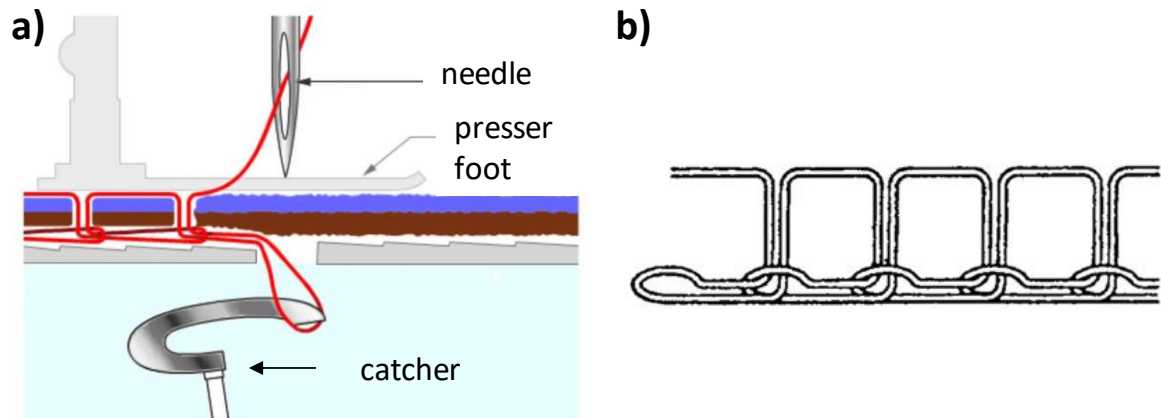 a)
needle
presser
foot
catcher
b)